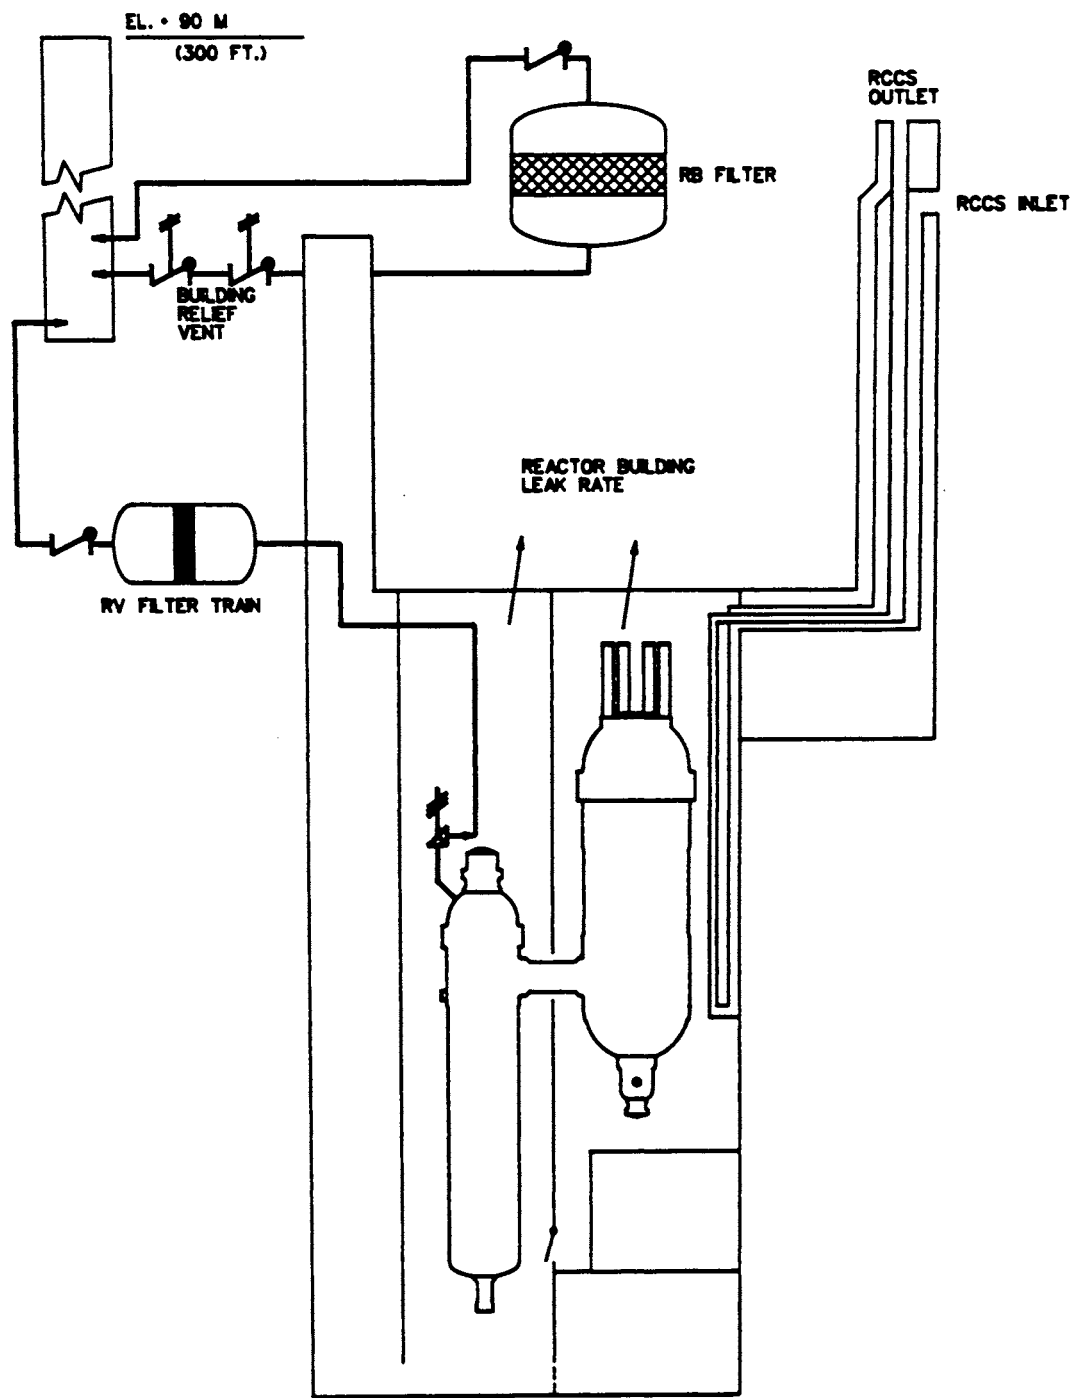 EL. + 90 M
(300 FT.)
RCCS
OUTLET
RB FILTER
RCCS INLET
BUILDING
RELIEF
VENT
REACTOR BUILDING
LEAK RATE
RV FILTER TRAIN